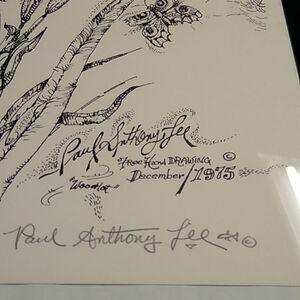 Paul Anthony Lee
Free Hand DRAWING ©
"Woodlot" December/1975
Paul Anthony Lee ©